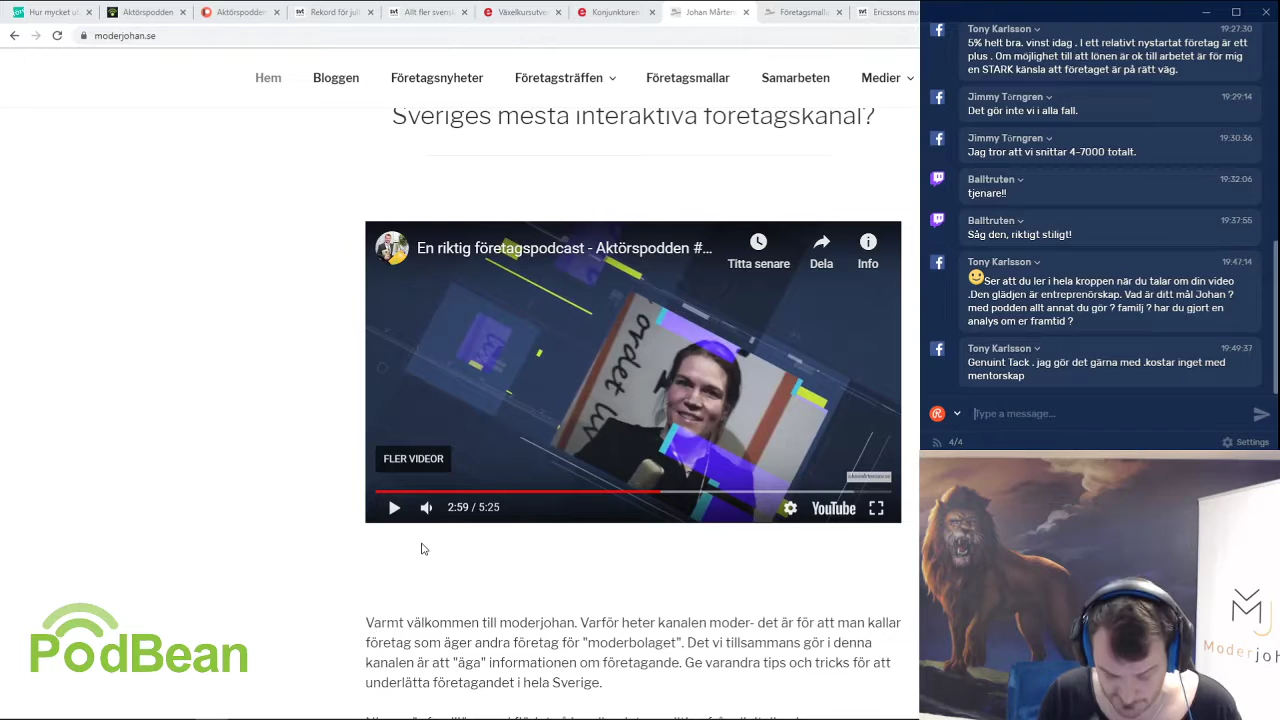 Hur mycket ut
Aktörspodden
Aktörspodden
Rekord för jul
Allt fler svensk
Växelkursutve
Konjunkturen
Johan Mårten
Företagsmalla
Ericssons mu
moderjohan.se
Hem Bloggen Företagsnyheter Företagsträffen Företagsmallar Samarbeten Medier
Sveriges mesta interaktiva företagskanal?
En riktig företagspodcast - Aktörspodden #...
Titta senare Dela Info
ordet
FLER VIDEOR
2:59 / 5:25
YouTube
PodBean
Varmt välkommen till moderjohan. Varför heter kanalen moder- det är för att man kallar
företag som äger andra företag för "moderbolaget". Det vi tillsammans gör i denna
kanalen är att "äga" informationen om företagande. Ge varandra tips och tricks för att
underlätta företagandet i hela Sverige.
Tony Karlsson 19:27:30
5% helt bra. vinst idag . I ett relativt nystartat företag är ett
plus . Om möjlighet till att lönen är ok till arbetet är för mig
en STARK känsla att företaget är på rätt väg.
Jimmy Törngren 19:29:14
Det gör inte vi i alla fall.
Jimmy Törngren 19:30:36
Jag tror att vi snittar 4-7000 totalt.
Balltruten 19:32:06
tjenare!!
Balltruten 19:37:55
Såg den, riktigt stiligt!
Tony Karlsson 19:47:14
Ser att du ler i hela kroppen när du talar om din video
.Den glädjen är entreprenörskap. Vad är ditt mål Johan ?
med podden allt annat du gör ? familj ? har du gjort en
analys om er framtid ?
Tony Karlsson 19:49:37
Genuint Tack . jag gör det gärna med .kostar inget med
mentorskap
Type a message...
4/4 Settings
Moderjoh